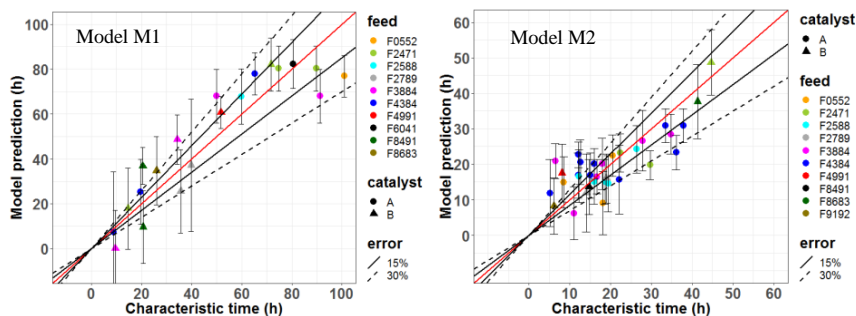 Model M1
Model prediction (h)
100
80
60
40
20
0
0 20 40 60 80 100
Characteristic time (h)
feed
F0552
F2471
F2588
F2789
F3884
F4384
F4991
F6041
F8491
F8683
catalyst
A
B
error
15%
30%
Model M2
Model prediction (h)
60
50
40
30
20
10
0
0 10 20 30 40 50 60
Characteristic time (h)
catalyst
A
B
feed
F0552
F2471
F2588
F2789
F3884
F4384
F4991
F8491
F8683
F9192
error
15%
30%